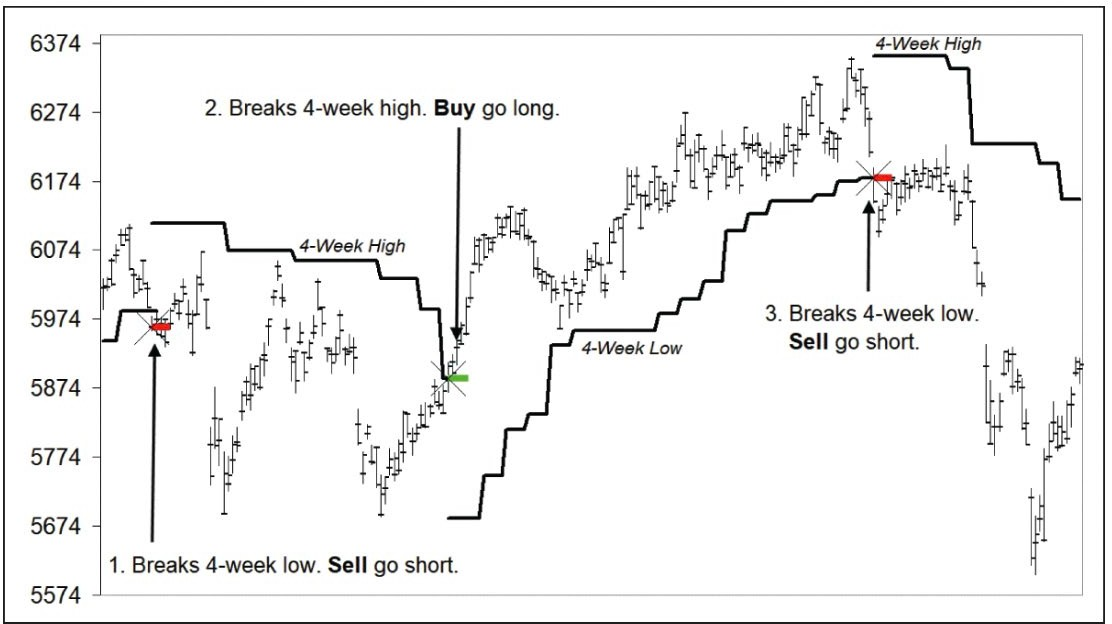 6374
6274
6174
6074
5974
5874
5774
5674
5574
4-Week High
2. Breaks 4-week high. Buy go long.
4-Week High
3. Breaks 4-week low.
Sell go short.
4-Week Low
1. Breaks 4-week low. Sell go short.